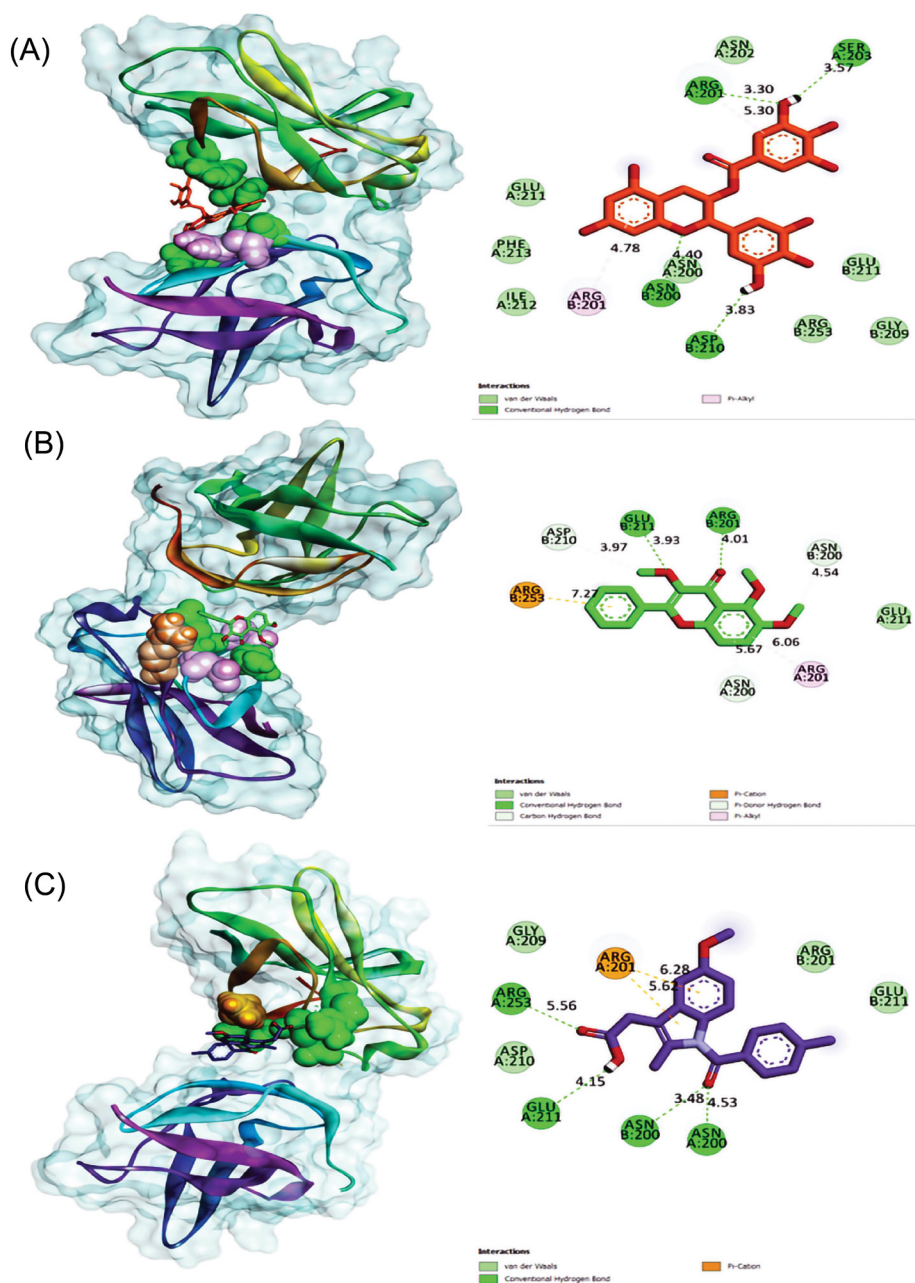 (A)
ASN
A:202
SER
A:203
3.57
ARG
A:201
3.30
5.30
GLU
A:211
PHE
A:213
4.78
4.40
ASN
A:200
GLU
B:211
ILE
A:212
ARG
B:201
ASN
B:200
3.83
ASP
B:210
ARG
B:253
GLY
B:209
Interactions
van der Waals
Conventional Hydrogen Bond
Pi-Alkyl
(B)
ASP
B:210
GLU
B:211
ARG
B:201
3.97
3.93
4.01
ASN
B:200
4.54
ARG
B:253
7.27
GLU
A:211
5.67
6.06
ASN
A:200
ARG
A:201
Interactions
van der Waals
Conventional Hydrogen Bond
Carbon Hydrogen Bond
Pi-Cation
Pi-Donor Hydrogen Bond
Pi-Alkyl
(C)
GLY
A:209
ARG
A:201
6.28
5.62
ARG
B:201
ARG
A:253
5.56
GLU
B:211
ASP
A:210
4.15
GLU
A:211
3.48
4.53
ASN
B:200
ASN
A:200
Interactions
van der Waals
Conventional Hydrogen Bond
Pi-Cation